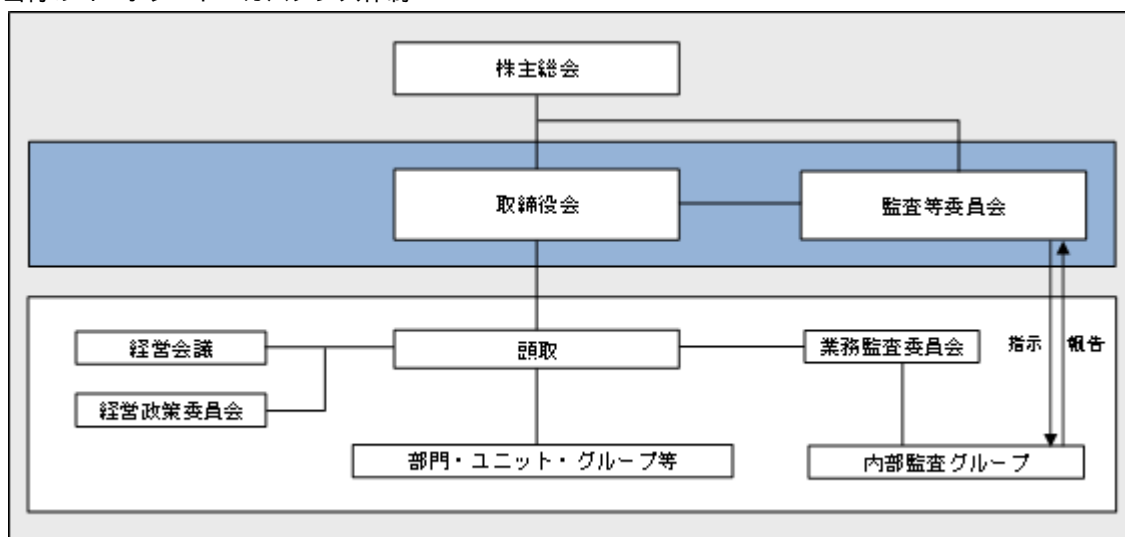 株主総会
取締役会
監査等委員会
経営会議
頭取
業務監査委員会
指示
報告
経営政策委員会
部門・ユニット・グループ等
内部監査グループ